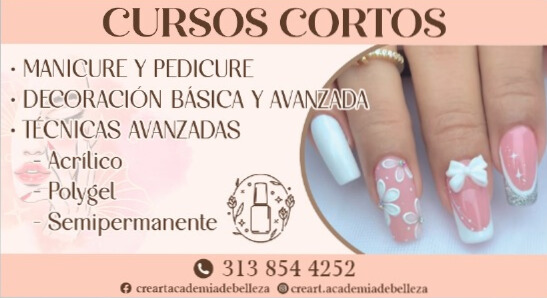 CURSOS CORTOS
• MANICURE Y PEDICURE
• DECORACIÓN BÁSICA Y AVANZADA
• TÉCNICAS AVANZADAS
- Acrílico
- Polygel
- Semipermanente
313 854 4252
creartacademiadebelleza creart.academiadebelleza